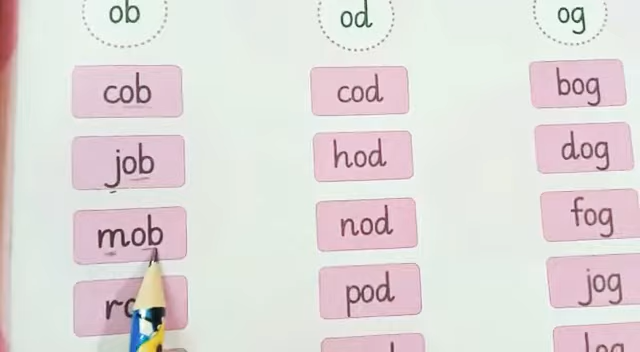 ob od og
cob cod bog
job hod dog
mob nod fog
pod jog